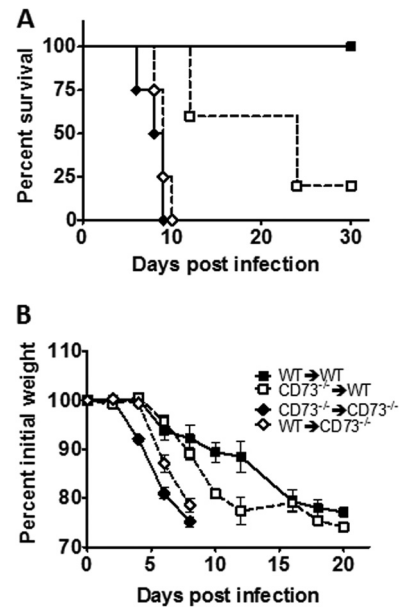 A
Percent survival
100
75
50
25
0
0 10 20 30
Days post infection
B
Percent initial weight
110
100
90
80
70
WT➔WT
CD73-/-➔WT
CD73-/-➔CD73-/-
WT➔CD73-/-
0 5 10 15 20
Days post infection